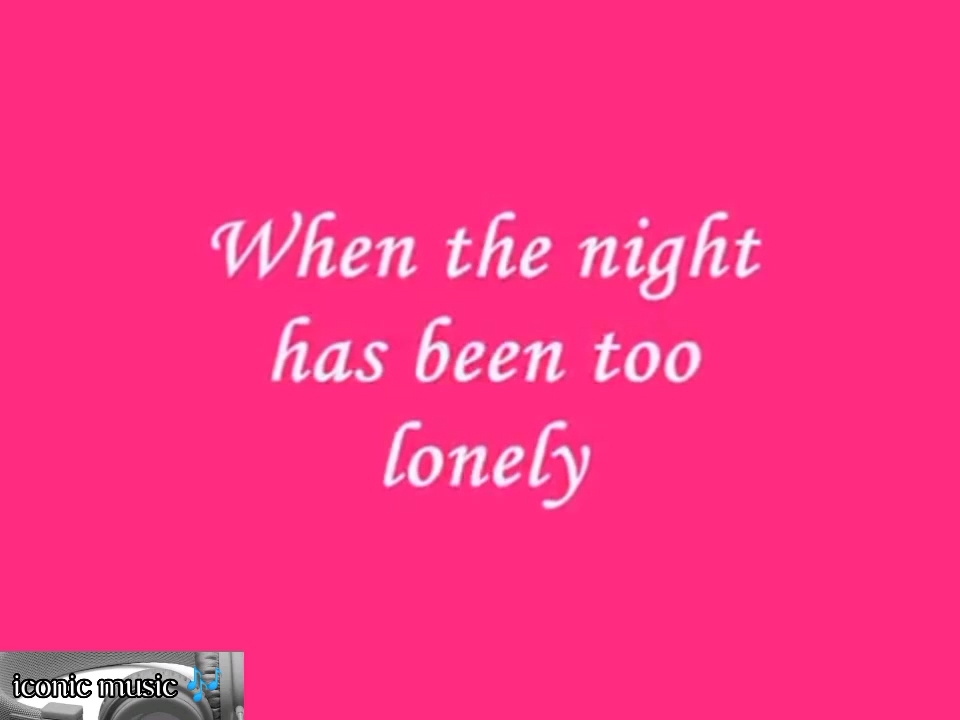 When the night
has been too
lonely
iconic music 🎶